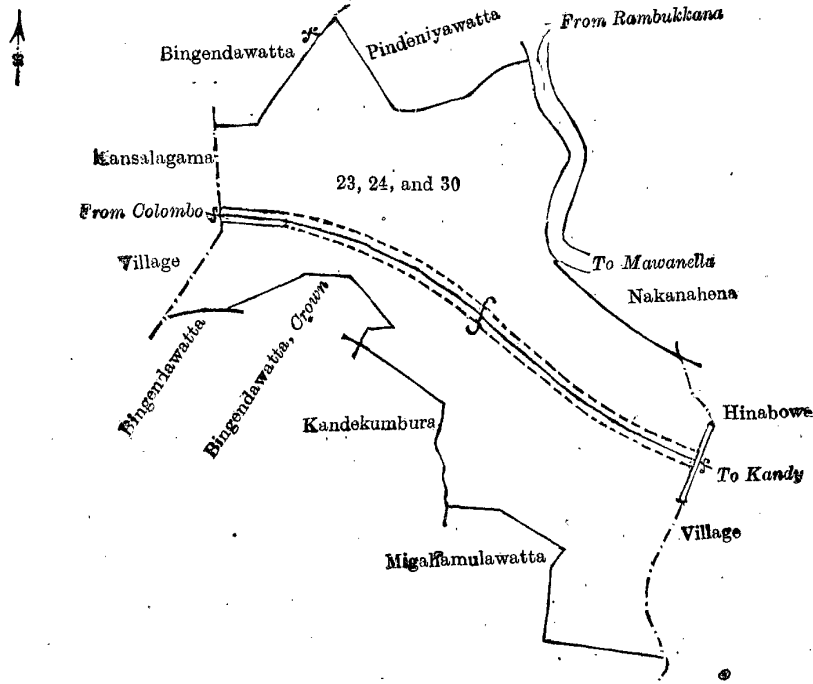 From Rambukkana
Bingendawatta
Pindeniyawatta
Kansalagama
23, 24, and 30
From Colombo
Village
To Mawanella
Nakanahena
Bingendawatta
Bingendawatta, Crown
Kandekumbura
Hinabowe
To Kandy
Village
Migahamulawatta